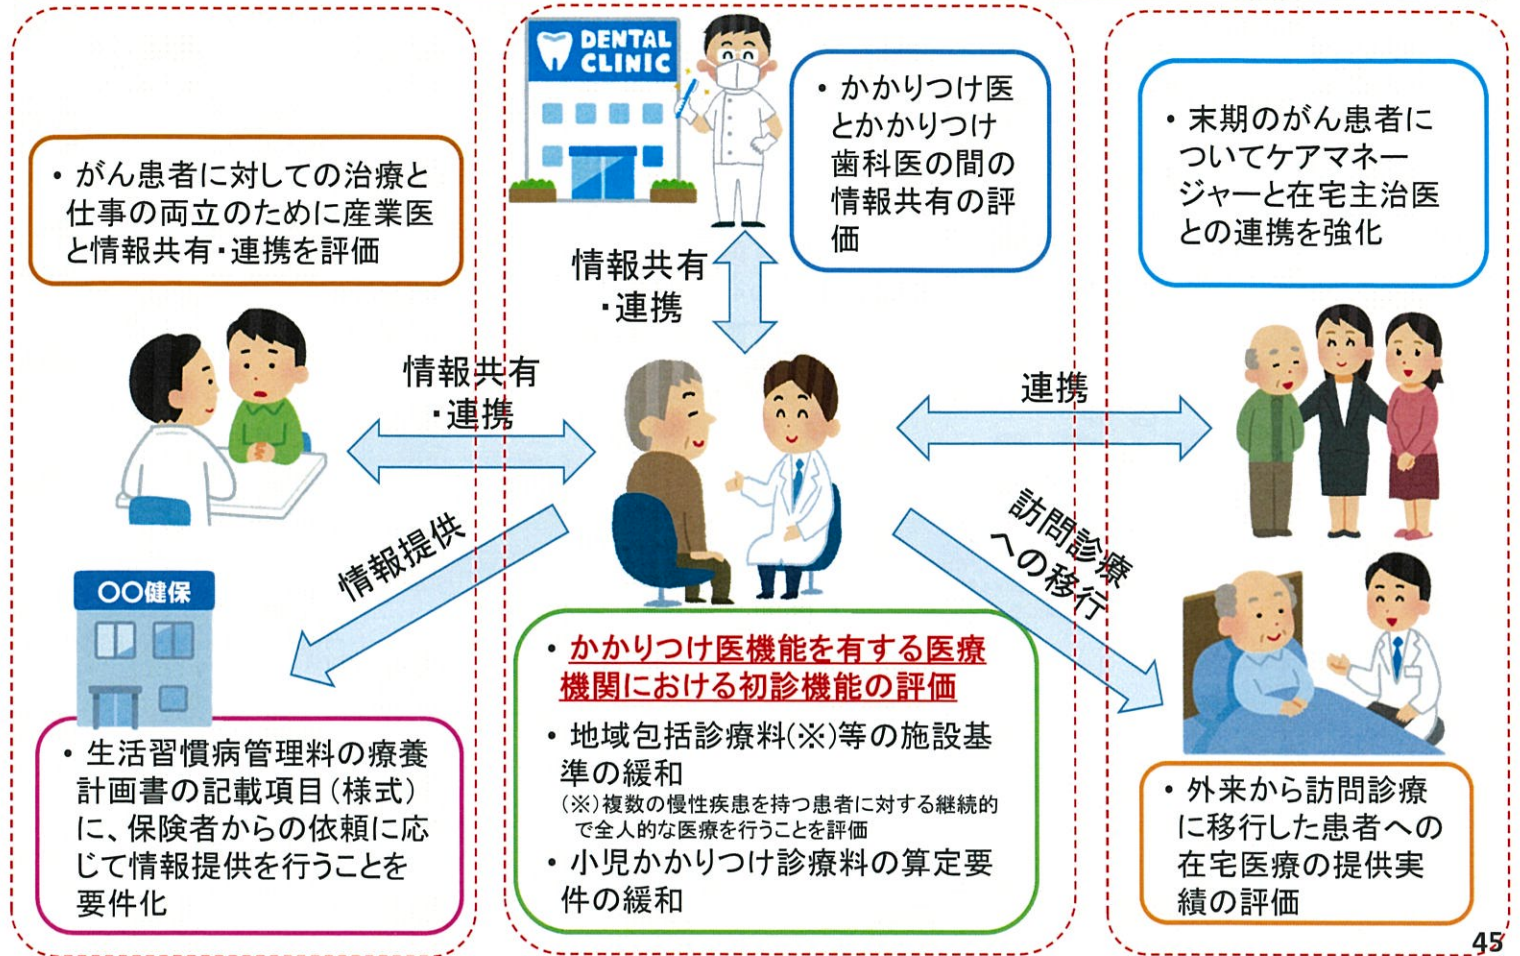 • がん患者に対しての治療と
仕事の両立のために産業医
と情報共有・連携を評価
情報共有
・連携
情報提供
〇〇健保
• 生活習慣病管理料の療養
計画書の記載項目（様式）
に、保険者からの依頼に応
じて情報提供を行うことを
要件化
DENTAL
CLINIC
• かかりつけ医
とかかりつけ
歯科医の間の
情報共有の評
価
情報共有
・連携
• かかりつけ医機能を有する医療
機関における初診機能の評価
• 地域包括診療料(※)等の施設基
準の緩和
(※)複数の慢性疾患を持つ患者に対する継続的
で全人的な医療を行うことを評価
• 小児かかりつけ診療料の算定要
件の緩和
• 末期のがん患者に
ついてケアマネー
ジャーと在宅主治医
との連携を強化
連携
訪問診療
への移行
• 外来から訪問診療
に移行した患者への
在宅医療の提供実
績の評価
45